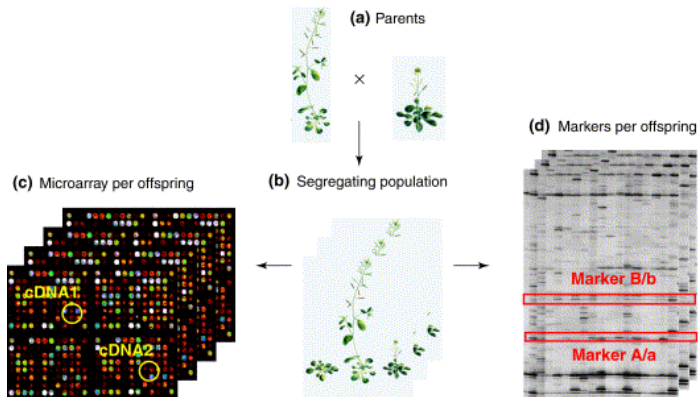 (a) Parents
×
(d) Markers per offspring
(c) Microarray per offspring
(b) Segregating population
cDNA1
cDNA2
Marker B/b
Marker A/a